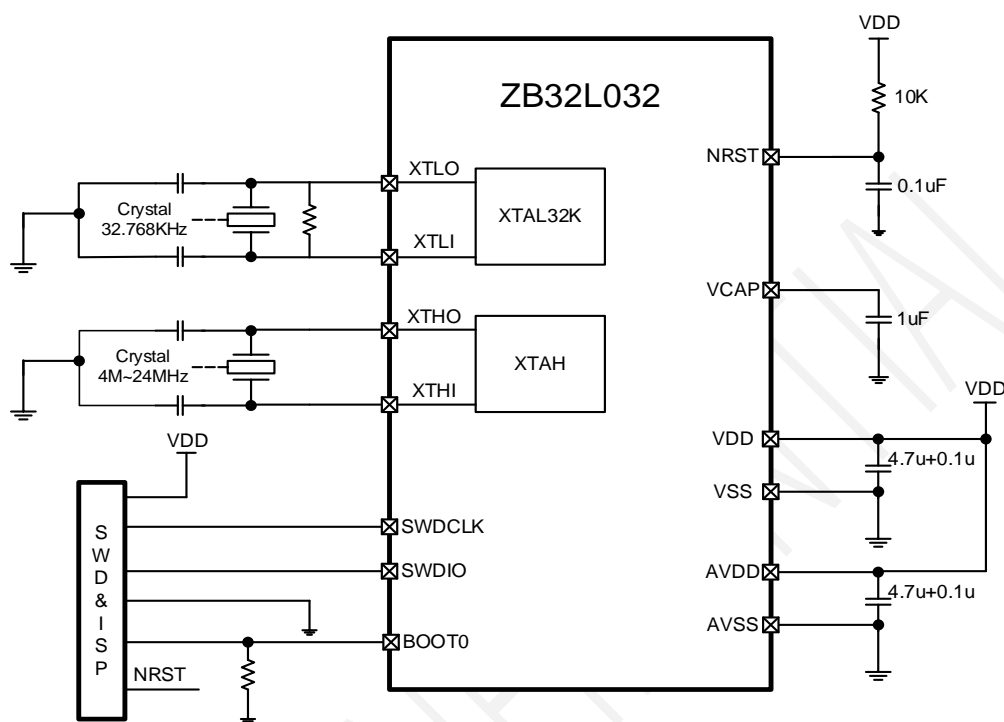 VDD
ZB32L032
10K
NRST
0.1uF
XTLO
Crystal
32.768KHz
XTAL32K
XTLI
VCAP
1uF
XTHO
Crystal
4M~24MHz
XTAH
XTHI
VDD
VDD
VDD
4.7u+0.1u
VSS
SWD&ISP
SWDCLK
SWDIO
AVDD
4.7u+0.1u
AVSS
BOOT0
NRST